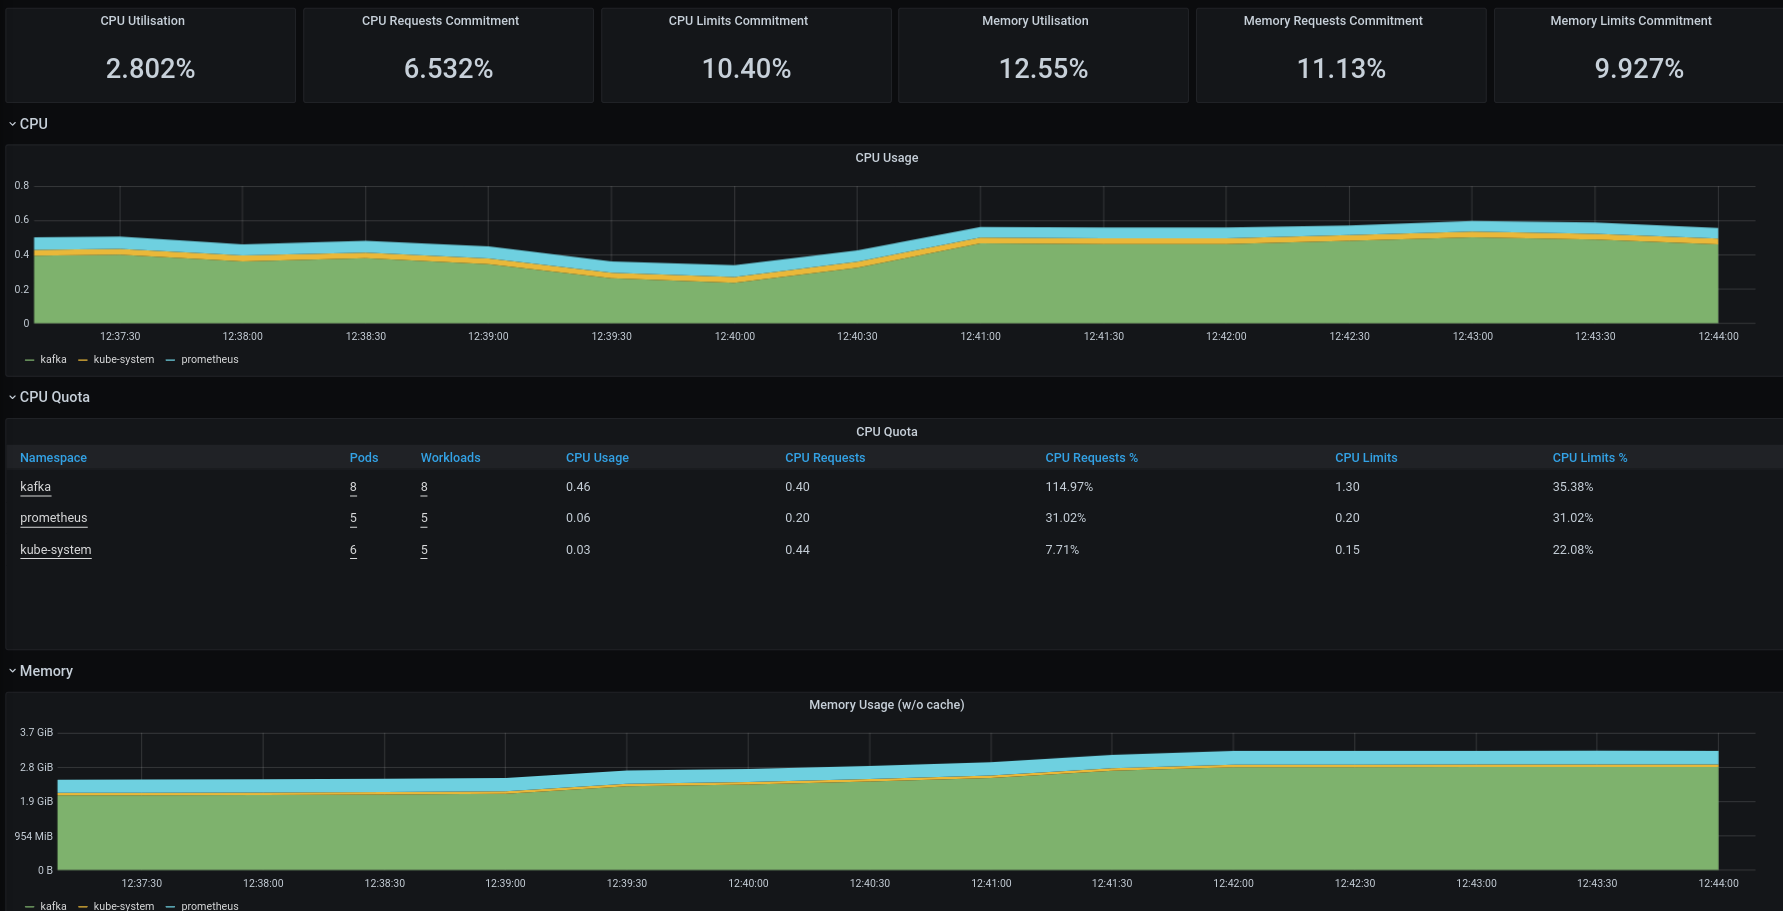 CPU Utilisation CPU Requests Commitment CPU Limits Commitment Memory Utilisation Memory Requests Commitment Memory Limits Commitment
2.802% 6.532% 10.40% 12.55% 11.13% 9.927%
CPU
CPU Usage
0.8
0.6
0.4
0.2
0
12:37:30 12:38:00 12:38:30 12:39:00 12:39:30 12:40:00 12:40:30 12:41:00 12:41:30 12:42:00 12:42:30 12:43:00 12:43:30 12:44:00
kafka kube-system prometheus
CPU Quota
CPU Quota
Namespace Pods Workloads CPU Usage CPU Requests CPU Requests % CPU Limits CPU Limits %
kafka 8 8 0.46 0.40 114.97% 1.30 35.38%
prometheus 5 5 0.06 0.20 31.02% 0.20 31.02%
kube-system 6 5 0.03 0.44 7.71% 0.15 22.08%
Memory
Memory Usage (w/o cache)
3.7 GiB
2.8 GiB
1.9 GiB
954 MiB
0 B
12:37:30 12:38:00 12:38:30 12:39:00 12:39:30 12:40:00 12:40:30 12:41:00 12:41:30 12:42:00 12:42:30 12:43:00 12:43:30 12:44:00
kafka kube-system prometheus